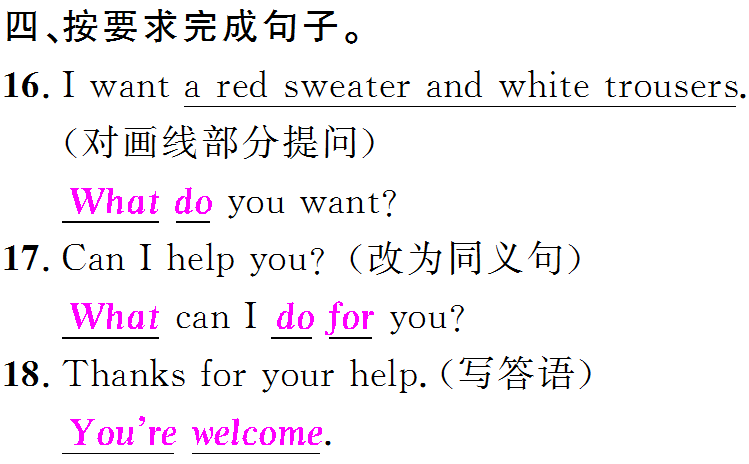 四、按要求完成句子。
16. I want a red sweater and white trousers.
(对画线部分提问)
What do you want?
17. Can I help you? (改为同义句)
What can I do for you?
18. Thanks for your help. (写答语)
You're welcome.